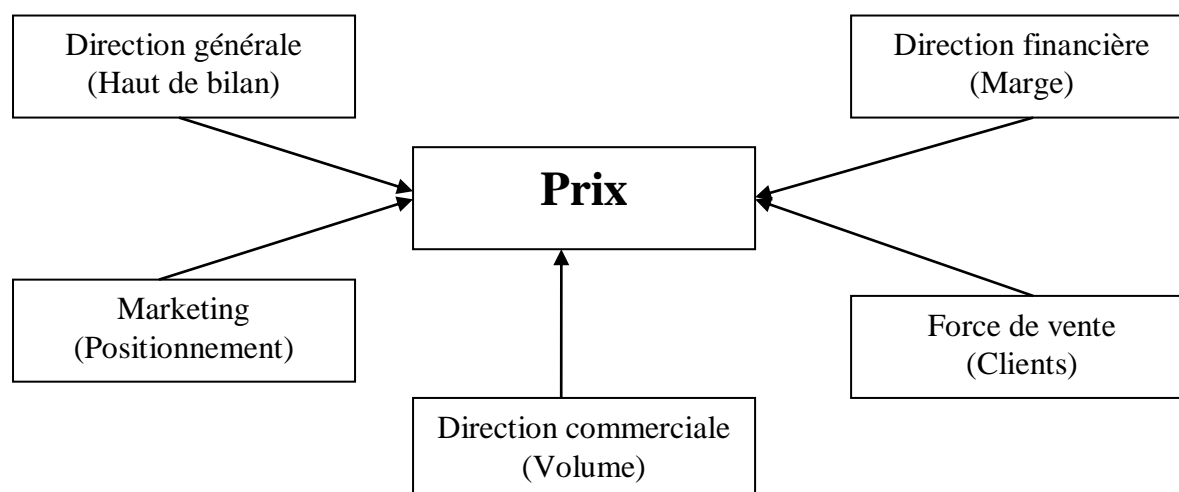 Direction générale
(Haut de bilan)
Direction financière
(Marge)
Prix
Marketing
(Positionnement)
Force de vente
(Clients)
Direction commerciale
(Volume)